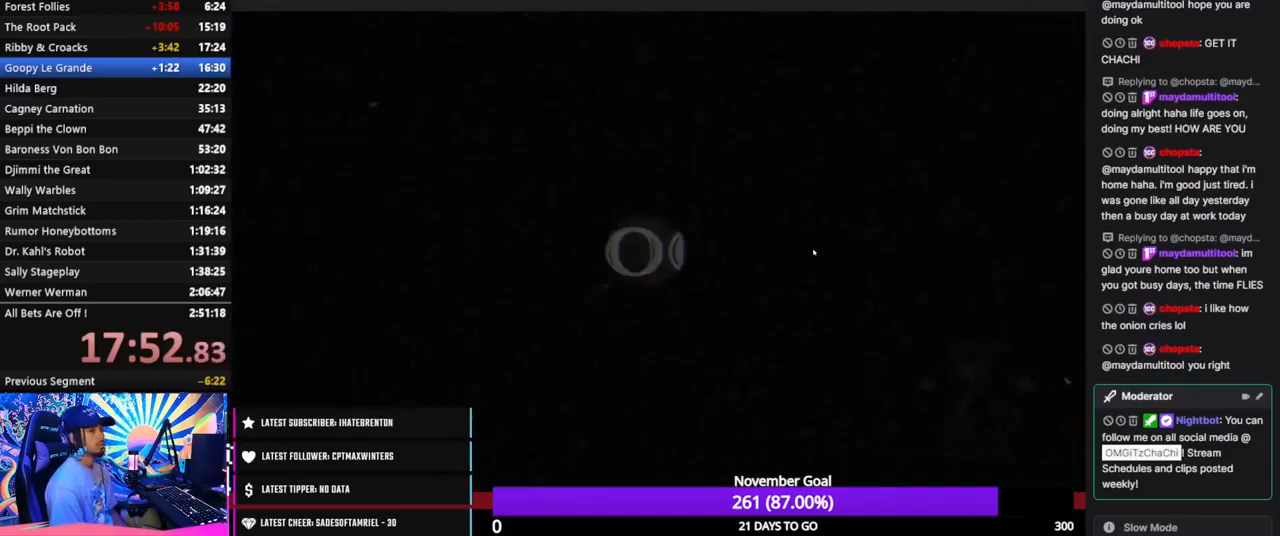 Forest Follies +3:58 6:24
The Root Pack +10:05 15:19
Ribby & Croacks +3:42 17:24
Goopy Le Grande +1:22 16:30
Hilda Berg 22:20
Cagney Carnation 35:13
Beppi the Clown 47:42
Baroness Von Bon Bon 53:20
Djimmi the Great 1:02:32
Wally Warbles 1:09:27
Grim Matchstick 1:16:24
Rumor Honeybottoms 1:19:16
Dr. Kahl's Robot 1:31:39
Sally Stageplay 1:38:25
Werner Werman 2:06:47
All Bets Are Off ! 2:51:18
17:52.83
Previous Segment −6:22
LATEST SUBSCRIBER: IHATEBRENTON
LATEST FOLLOWER: CPTMAXWINTERS
LATEST TIPPER: NO DATA
LATEST CHEER: SADESOFTAMRIEL - 30
November Goal
261 (87.00%)
0 21 DAYS TO GO 300
@maydamultitool hope you are
doing ok
chopsta: GET IT
CHACHI
Replying to @chopsta: @mayd...
maydamultitool:
doing alright haha life goes on,
doing my best! HOW ARE YOU
chopsta:
@maydamultitool happy that i'm
home haha. i'm good just tired. i
was gone like all day yesterday
then a busy day at work today
Replying to @chopsta: @mayd...
maydamultitool: im
glad youre home too but when
you got busy days, the time FLIES
chopsta: i like how
the onion cries lol
chopsta:
@maydamultitool you right
Moderator
Nightbot: You can
follow me on all social media @
OMGiTzChaChi ! Stream
Schedules and clips posted
weekly!
Slow Mode